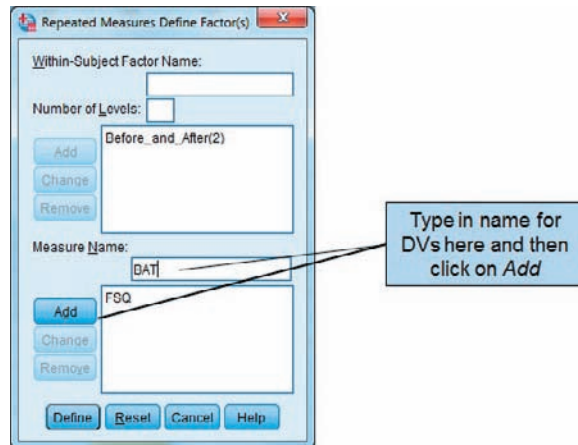 Repeated Measures Define Factor(s)
Within-Subject Factor Name:
Number of Levels:
Before_and_After(2)
Add
Change
Remove
Measure Name:
BAT
FSQ
Add
Change
Remove
Define Reset Cancel Help
Type in name for
DVs here and then
click on Add